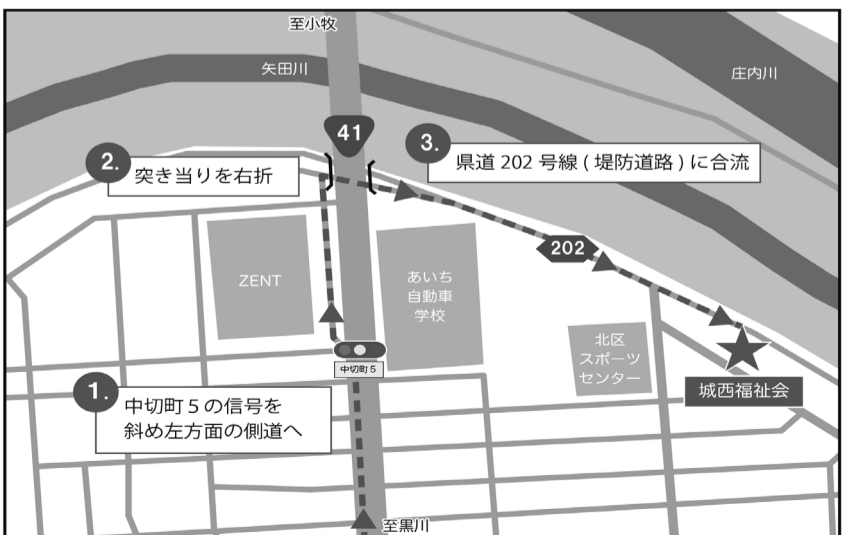 至小牧
矢田川
庄内川
41
2.
突き当りを右折
3.
県道 202 号線 ( 堤防道路 ) に合流
202
ZENT
あいち
自動車
学校
北区
スポーツ
センター
中切町 5
城西福祉会
1.
中切町 5 の信号を
斜め左方面の側道へ
至黒川